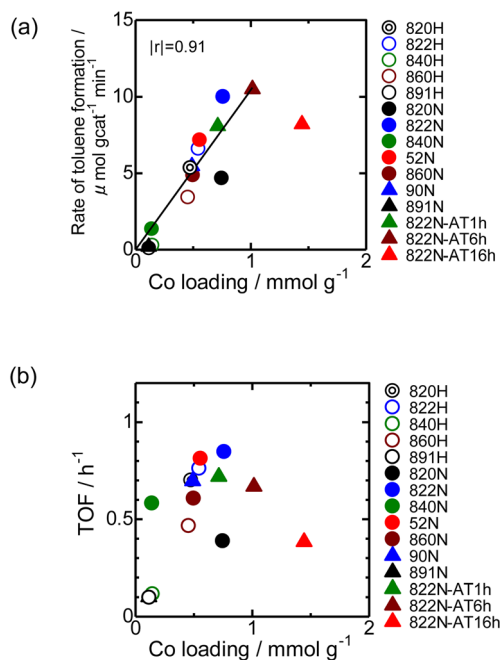 (a)
|r|=0.91
Rate of toluene formation /
μ mol gcat⁻¹ min⁻¹
15
10
5
0
0
1
2
Co loading / mmol g⁻¹
820H
822H
840H
860H
891H
820N
822N
840N
52N
860N
90N
891N
822N-AT1h
822N-AT6h
822N-AT16h
(b)
TOF / h⁻¹
1
0.5
0
0
1
2
Co loading / mmol g⁻¹
820H
822H
840H
860H
891H
820N
822N
840N
52N
860N
90N
891N
822N-AT1h
822N-AT6h
822N-AT16h